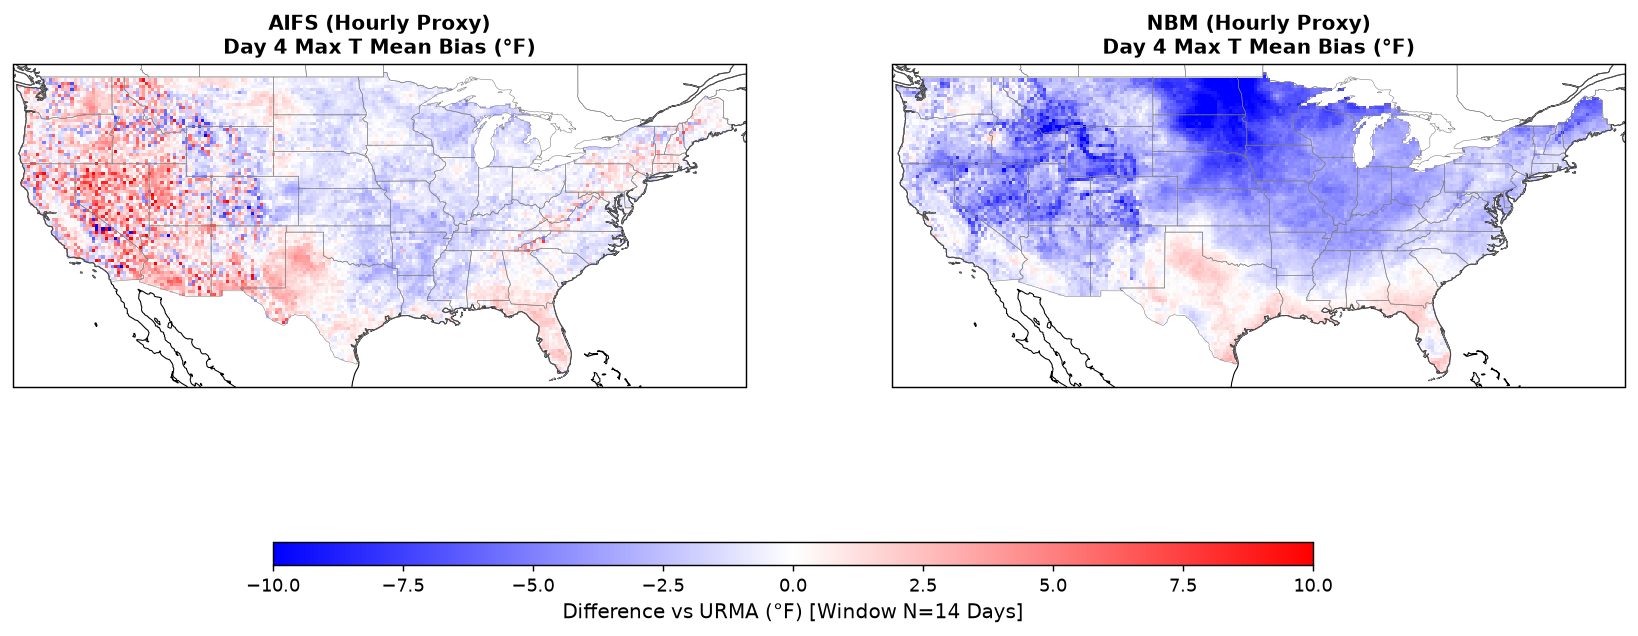 AIFS (Hourly Proxy)
Day 4 Max T Mean Bias (°F)
NBM (Hourly Proxy)
Day 4 Max T Mean Bias (°F)
−10.0 −7.5 −5.0 −2.5 0.0 2.5 5.0 7.5 10.0
Difference vs URMA (°F) [Window N=14 Days]